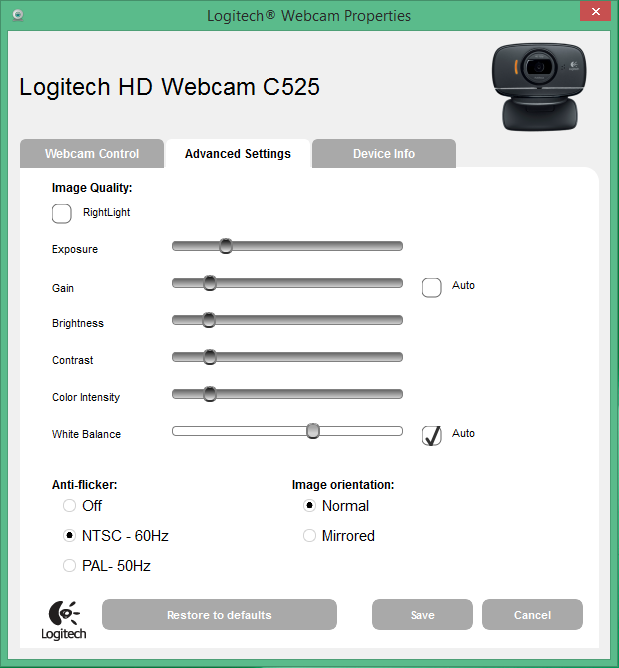 Logitech® Webcam Properties
Logitech HD Webcam C525
Webcam Control
Advanced Settings
Device Info
Image Quality:
RightLight
Exposure
Gain
Auto
Brightness
Contrast
Color Intensity
White Balance
Auto
Anti-flicker:
Off
NTSC - 60Hz
PAL- 50Hz
Image orientation:
Normal
Mirrored
Logitech
Restore to defaults
Save
Cancel